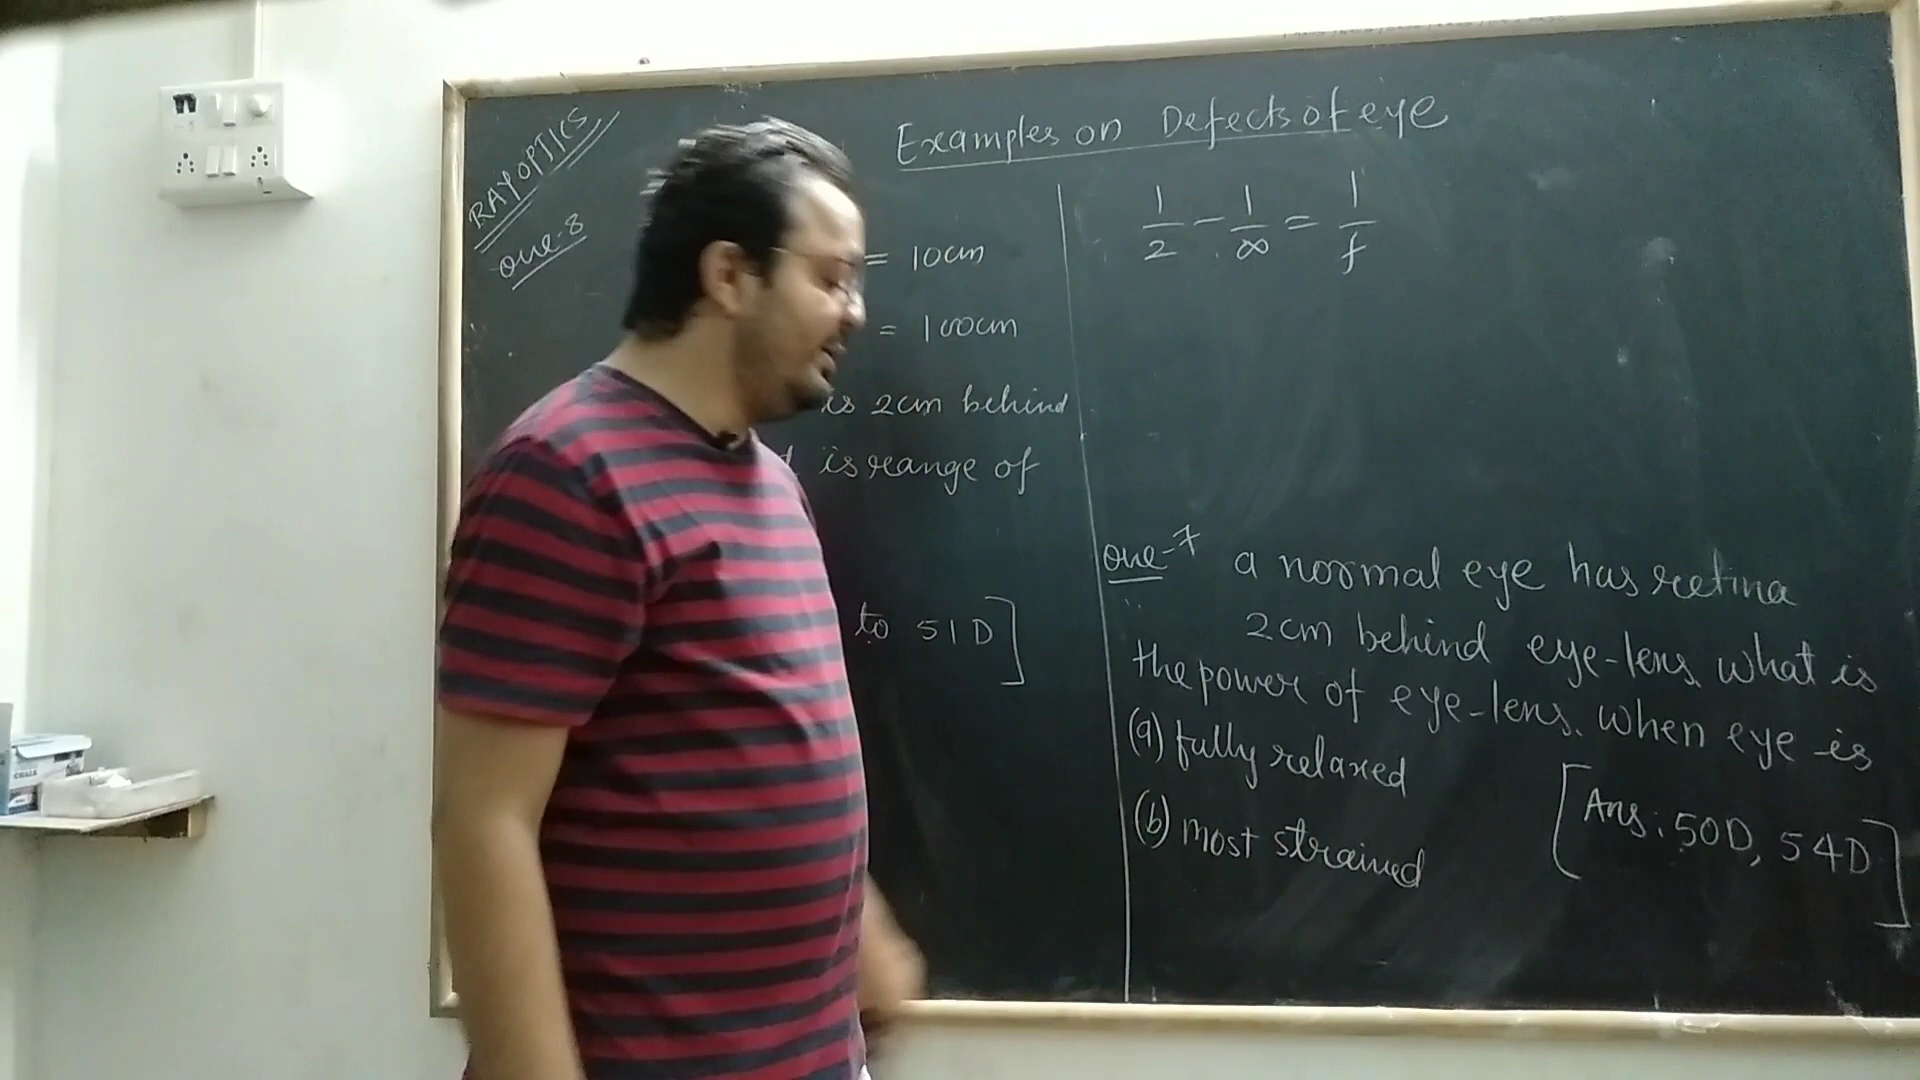 RAYOPTICS
Examples on Defects of eye
que-8
= 10cm
= 100cm
is 2cm behind
is range of
to 51D]
1/2 - 1/∞ = 1/f
que-7 a normal eye has retina
2cm behind eye-lens. what is
the power of eye-lens. when eye is
(a) fully relaxed
(b) most strained
[Ans: 50D, 54D]
CHALK